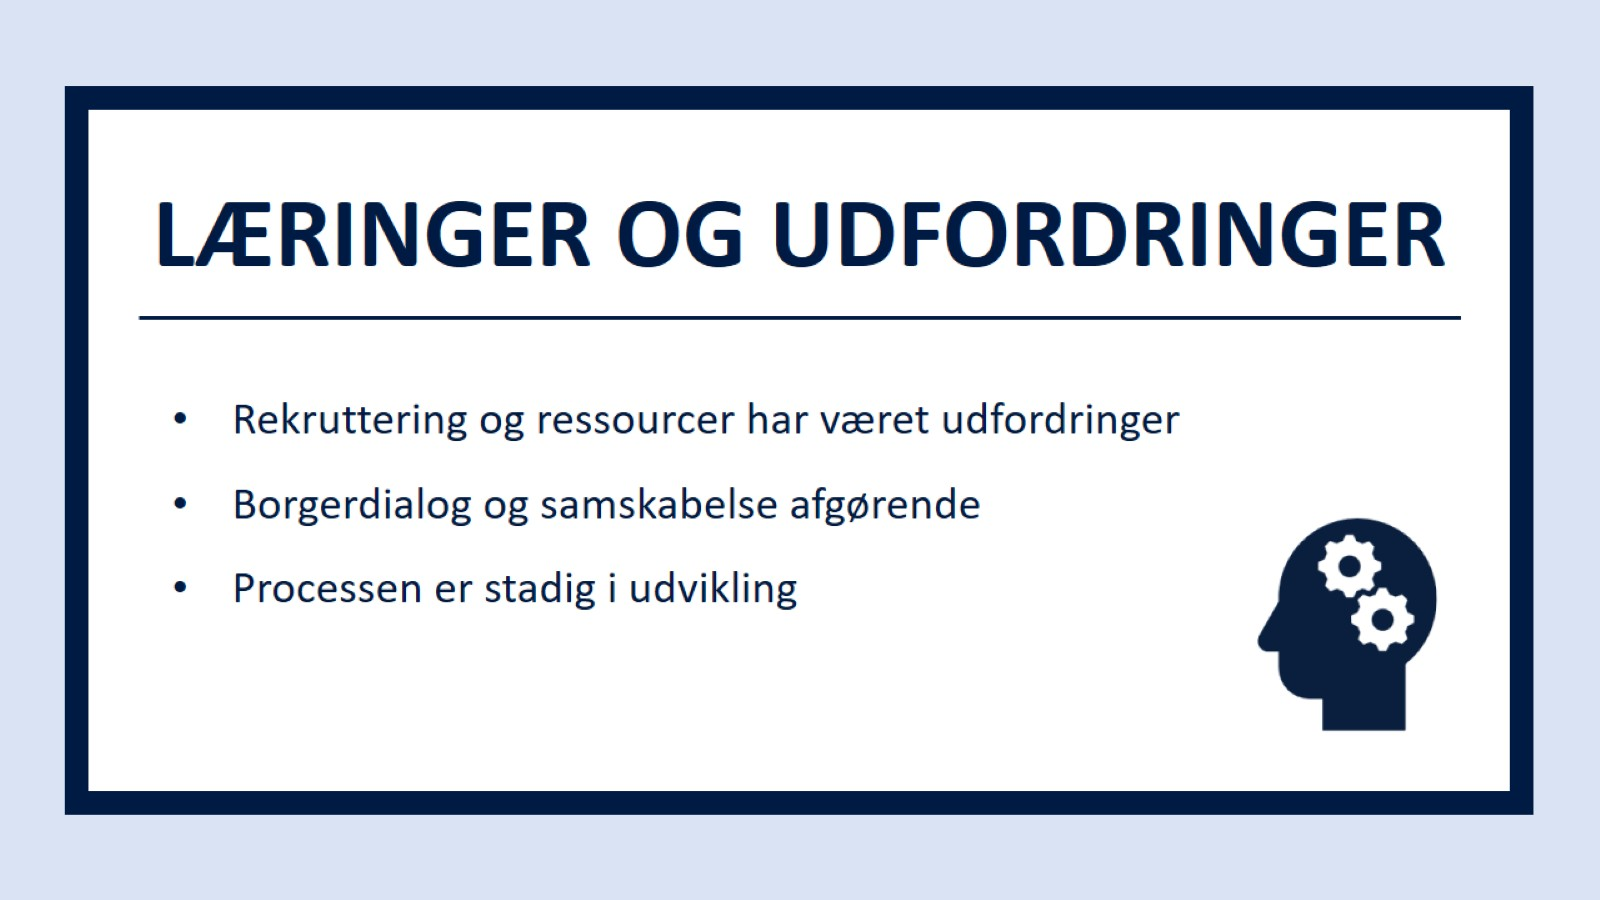 LÆRINGER OG UDFORDRINGER
• Rekruttering og ressourcer har været udfordringer
• Borgerdialog og samskabelse afgørende
• Processen er stadig i udvikling